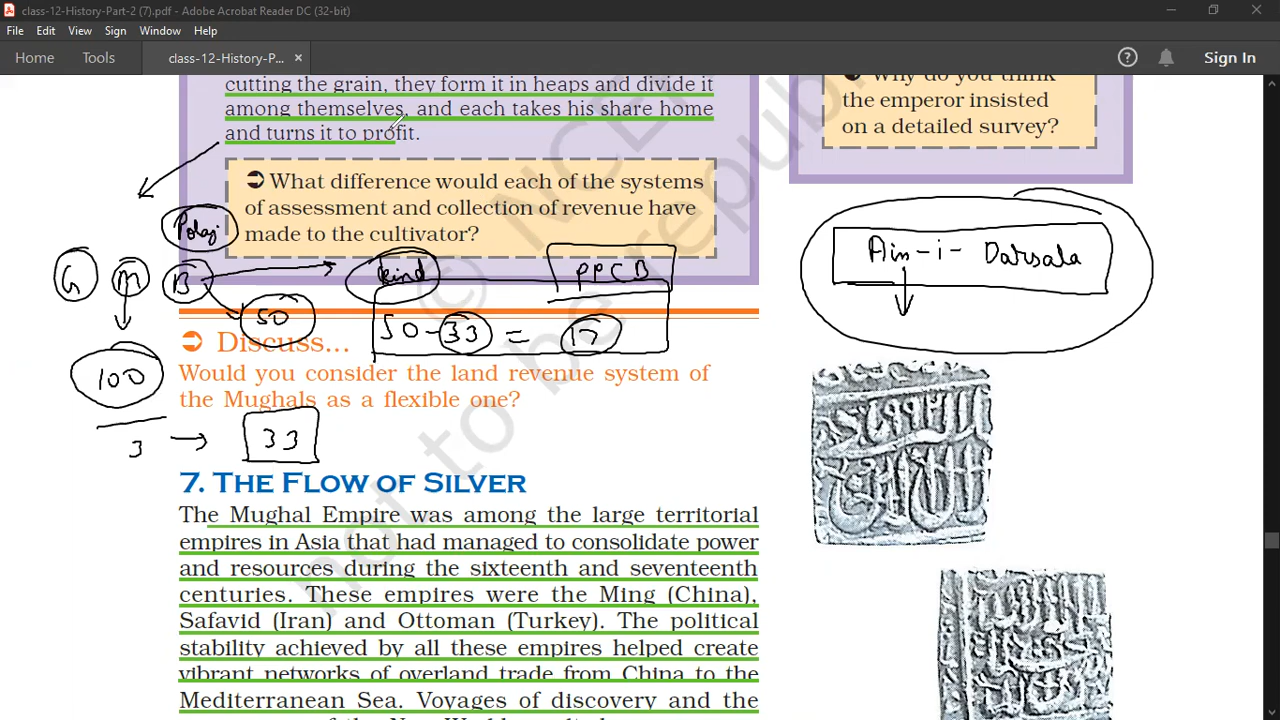 class-12-History-Part-2 (7).pdf - Adobe Acrobat Reader DC (32-bit)
File Edit View Sign Window Help
Home Tools class-12-History-P... × Sign In
cutting the grain, they form it in heaps and divide it
among themselves, and each takes his share home
and turns it to profit.
What difference would each of the systems
of assessment and collection of revenue have
made to the cultivator?
Why do you think
the emperor insisted
on a detailed survey?
Polaj
G M B
kind
PPCB
50
50 - 33 = 17
100
3 → 33
Ain-i- Dahsala
Discuss...
Would you consider the land revenue system of
the Mughals as a flexible one?
7. THE FLOW OF SILVER
The Mughal Empire was among the large territorial
empires in Asia that had managed to consolidate power
and resources during the sixteenth and seventeenth
centuries. These empires were the Ming (China),
Safavid (Iran) and Ottoman (Turkey). The political
stability achieved by all these empires helped create
vibrant networks of overland trade from China to the
Mediterranean Sea. Voyages of discovery and the
not to be republ
© NCE